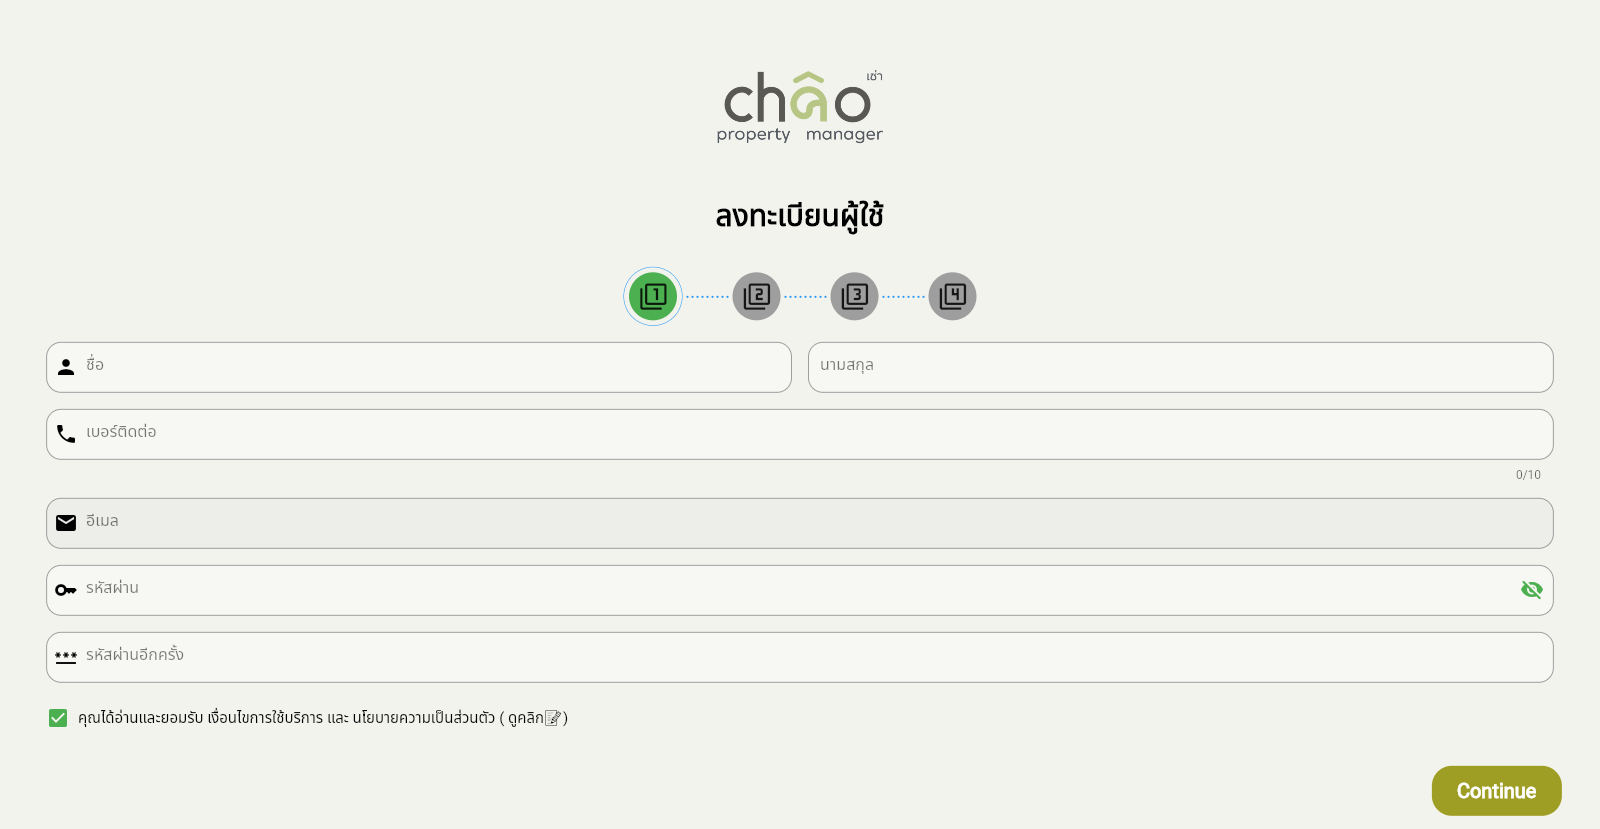 chao เช่า
property manager
ลงทะเบียนผู้ใช้
1 2 3 4
ชื่อ นามสกุล
เบอร์ติดต่อ
0/10
อีเมล
รหัสผ่าน
รหัสผ่านอีกครั้ง
คุณได้อ่านและยอมรับ เงื่อนไขการใช้บริการ และ นโยบายความเป็นส่วนตัว ( ดูคลิก📝)
Continue